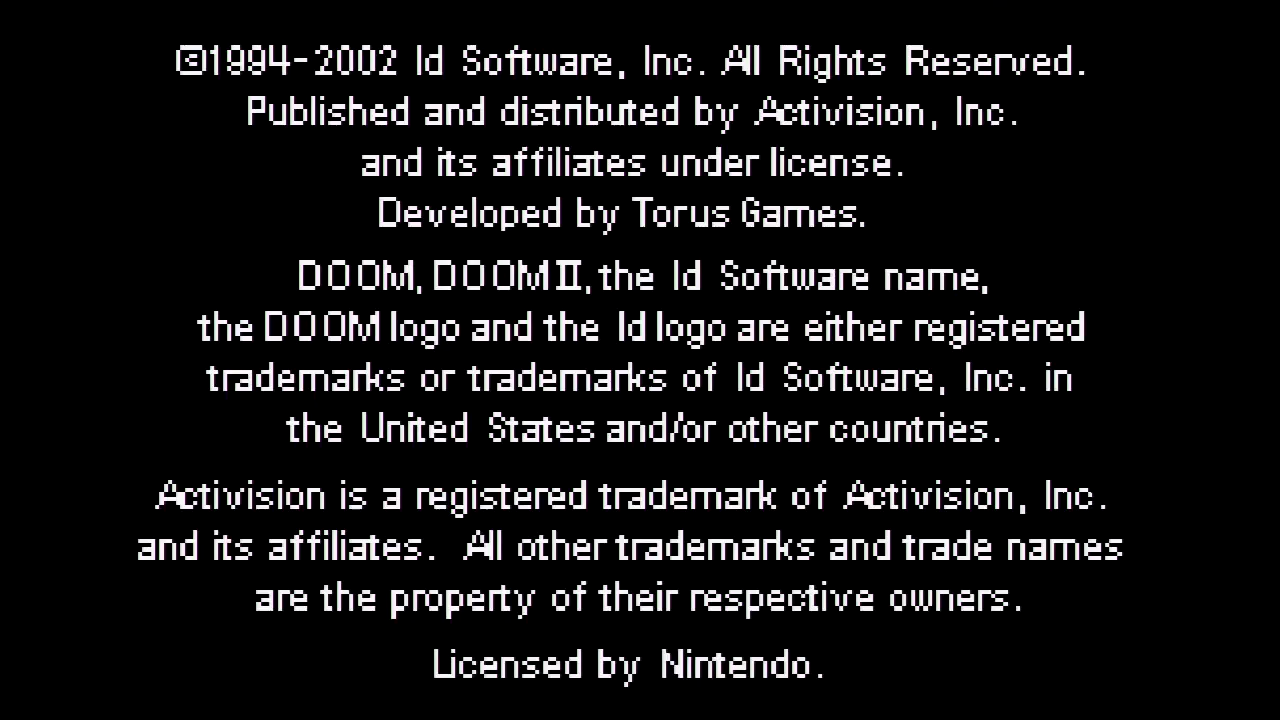 ©1994-2002 Id Software, Inc. All Rights Reserved.
Published and distributed by Activision, Inc.
and its affiliates under license.
Developed by Torus Games.
DOOM, DOOM II, the Id Software name,
the DOOM logo and the Id logo are either registered
trademarks or trademarks of Id Software, Inc. in
the United States and/or other countries.
Activision is a registered trademark of Activision, Inc.
and its affiliates. All other trademarks and trade names
are the property of their respective owners.
Licensed by Nintendo.